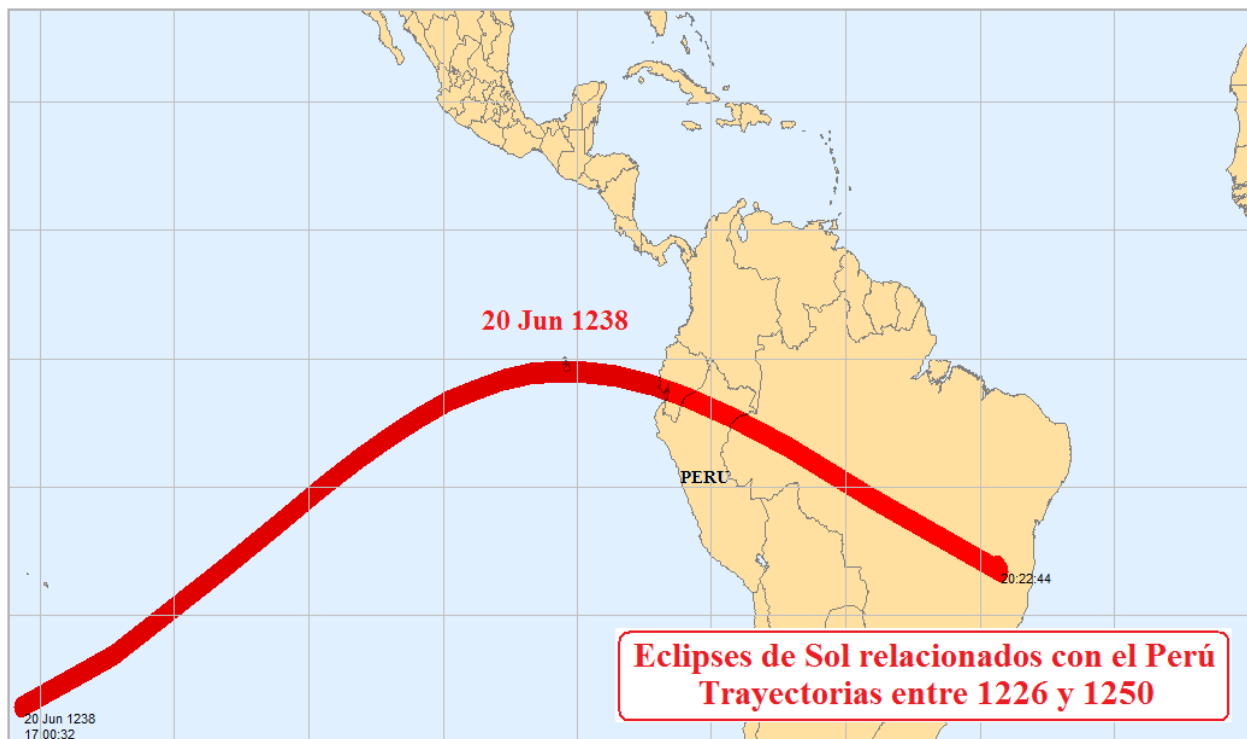 20 Jun 1238
PERU
20:22:44
Eclipses de Sol relacionados con el Perú
Trayectorias entre 1226 y 1250
20 Jun 1238
17:00:32